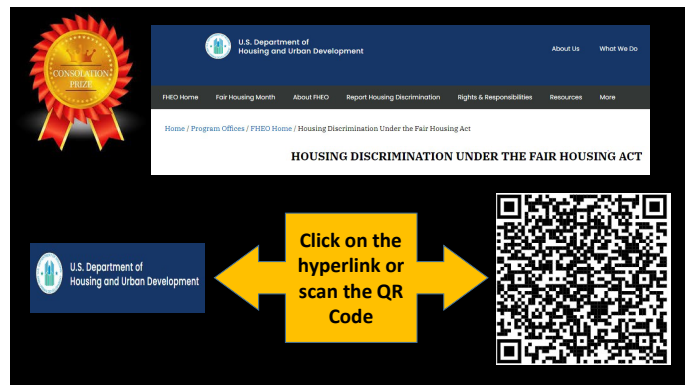 CONSOLATION
PRIZE
U.S. Department of
Housing and Urban Development
About Us
What We Do
FHEO Home
Fair Housing Month
About FHEO
Report Housing Discrimination
Rights & Responsibilities
Resources
More
Home / Program Offices / FHEO Home / Housing Discrimination Under the Fair Housing Act
HOUSING DISCRIMINATION UNDER THE FAIR HOUSING ACT
U.S. Department of
Housing and Urban Development
Click on the
hyperlink or
scan the QR
Code